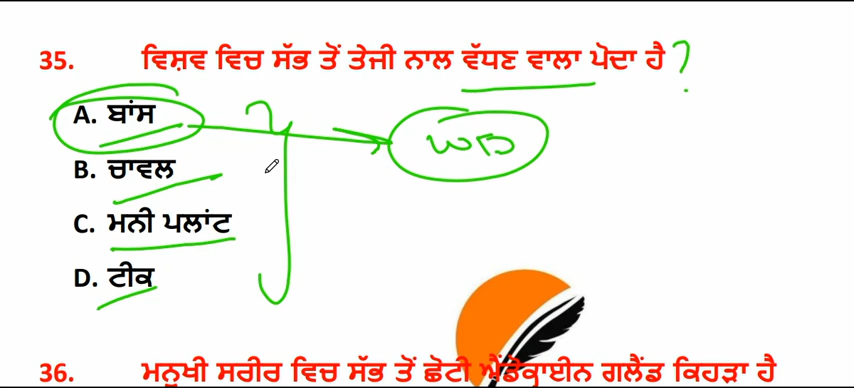 35. ਵਿਸ਼ਵ ਵਿਚ ਸੱਭ ਤੋਂ ਤੇਜੀ ਨਾਲ ਵੱਧਣ ਵਾਲਾ ਪੋਦਾ ਹੈ ?
A. ਬਾਂਸ
WB
B. ਚਾਵਲ
C. ਮਨੀ ਪਲਾਂਟ
D. ਟੀਕ
36. ਮਨੁਖੀ ਸਰੀਰ ਵਿਚ ਸੱਭ ਤੋਂ ਛੋਟੀ ਐਂਡੋਕ੍ਰਾਈਨ ਗਲੈਂਡ ਕਿਹੜਾ ਹੈ